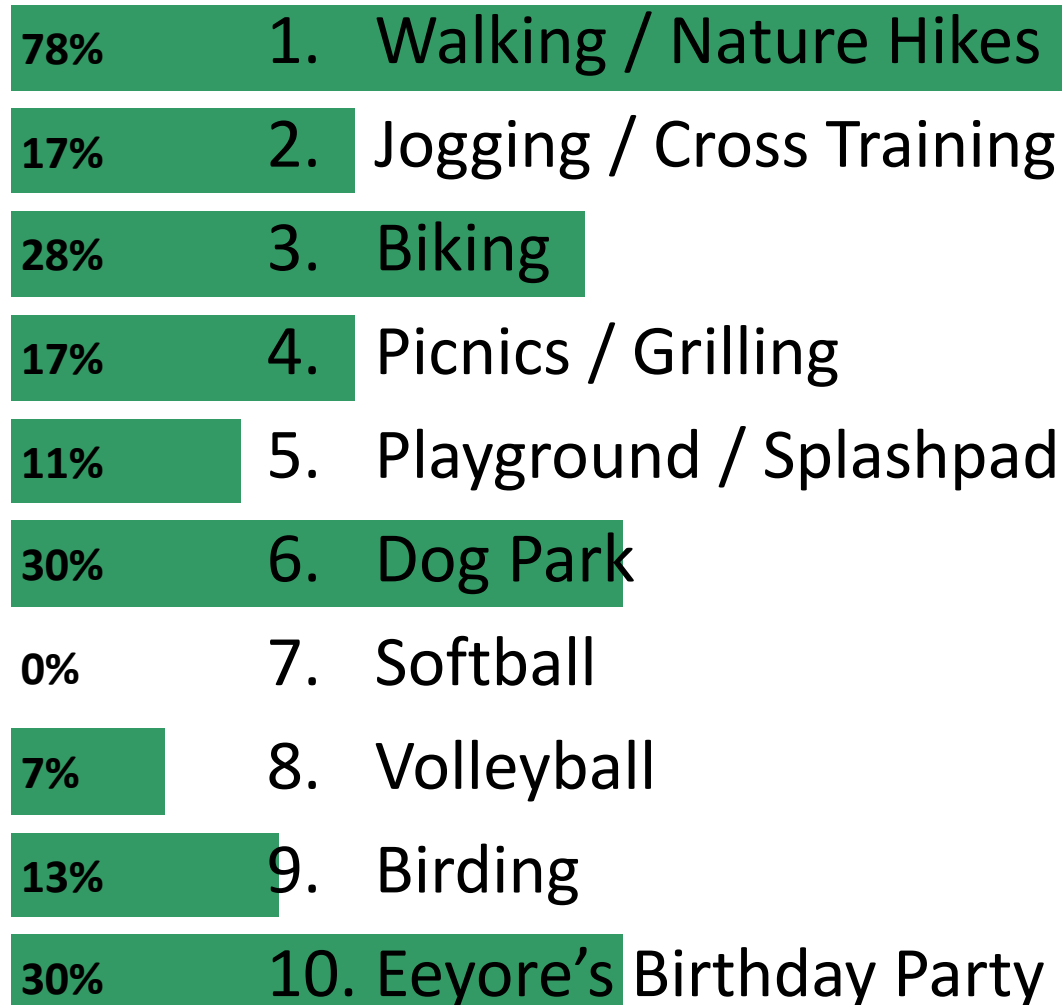 78% 1. Walking / Nature Hikes
17% 2. Jogging / Cross Training
28% 3. Biking
17% 4. Picnics / Grilling
11% 5. Playground / Splashpad
30% 6. Dog Park
0% 7. Softball
7% 8. Volleyball
13% 9. Birding
30% 10. Eeyore’s Birthday Party